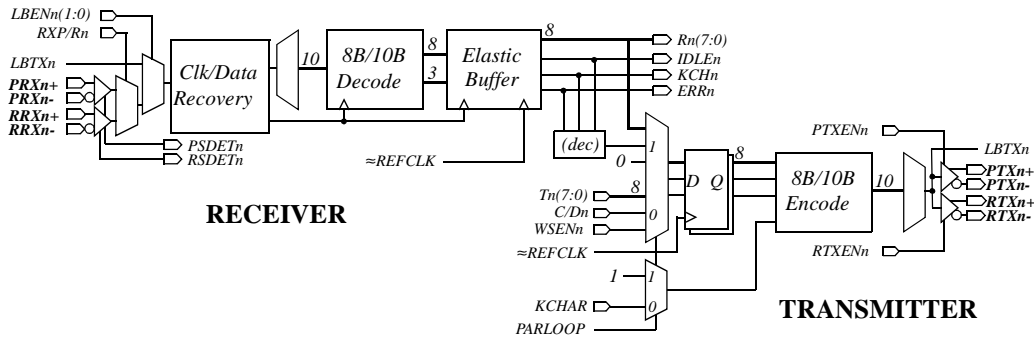 LBENn(1:0)
RXP/Rn
LBTXn
PRXn+
PRXn-
RRXn+
RRXn-
PSDETn
RSDETn
Clk/Data
Recovery
10
8B/10B
Decode
8
3
Elastic
Buffer
8
Rn(7:0)
IDLEn
KCHn
ERRn
(dec)
≈REFCLK
RECEIVER
0
1
8
Tn(7:0)
C/Dn
WSENn
0
≈REFCLK
D Q
8
8B/10B
Encode
10
PTXENn
LBTXn
PTXn+
PTXn-
RTXn+
RTXn-
RTXENn
1
1
KCHAR
0
PARLOOP
TRANSMITTER